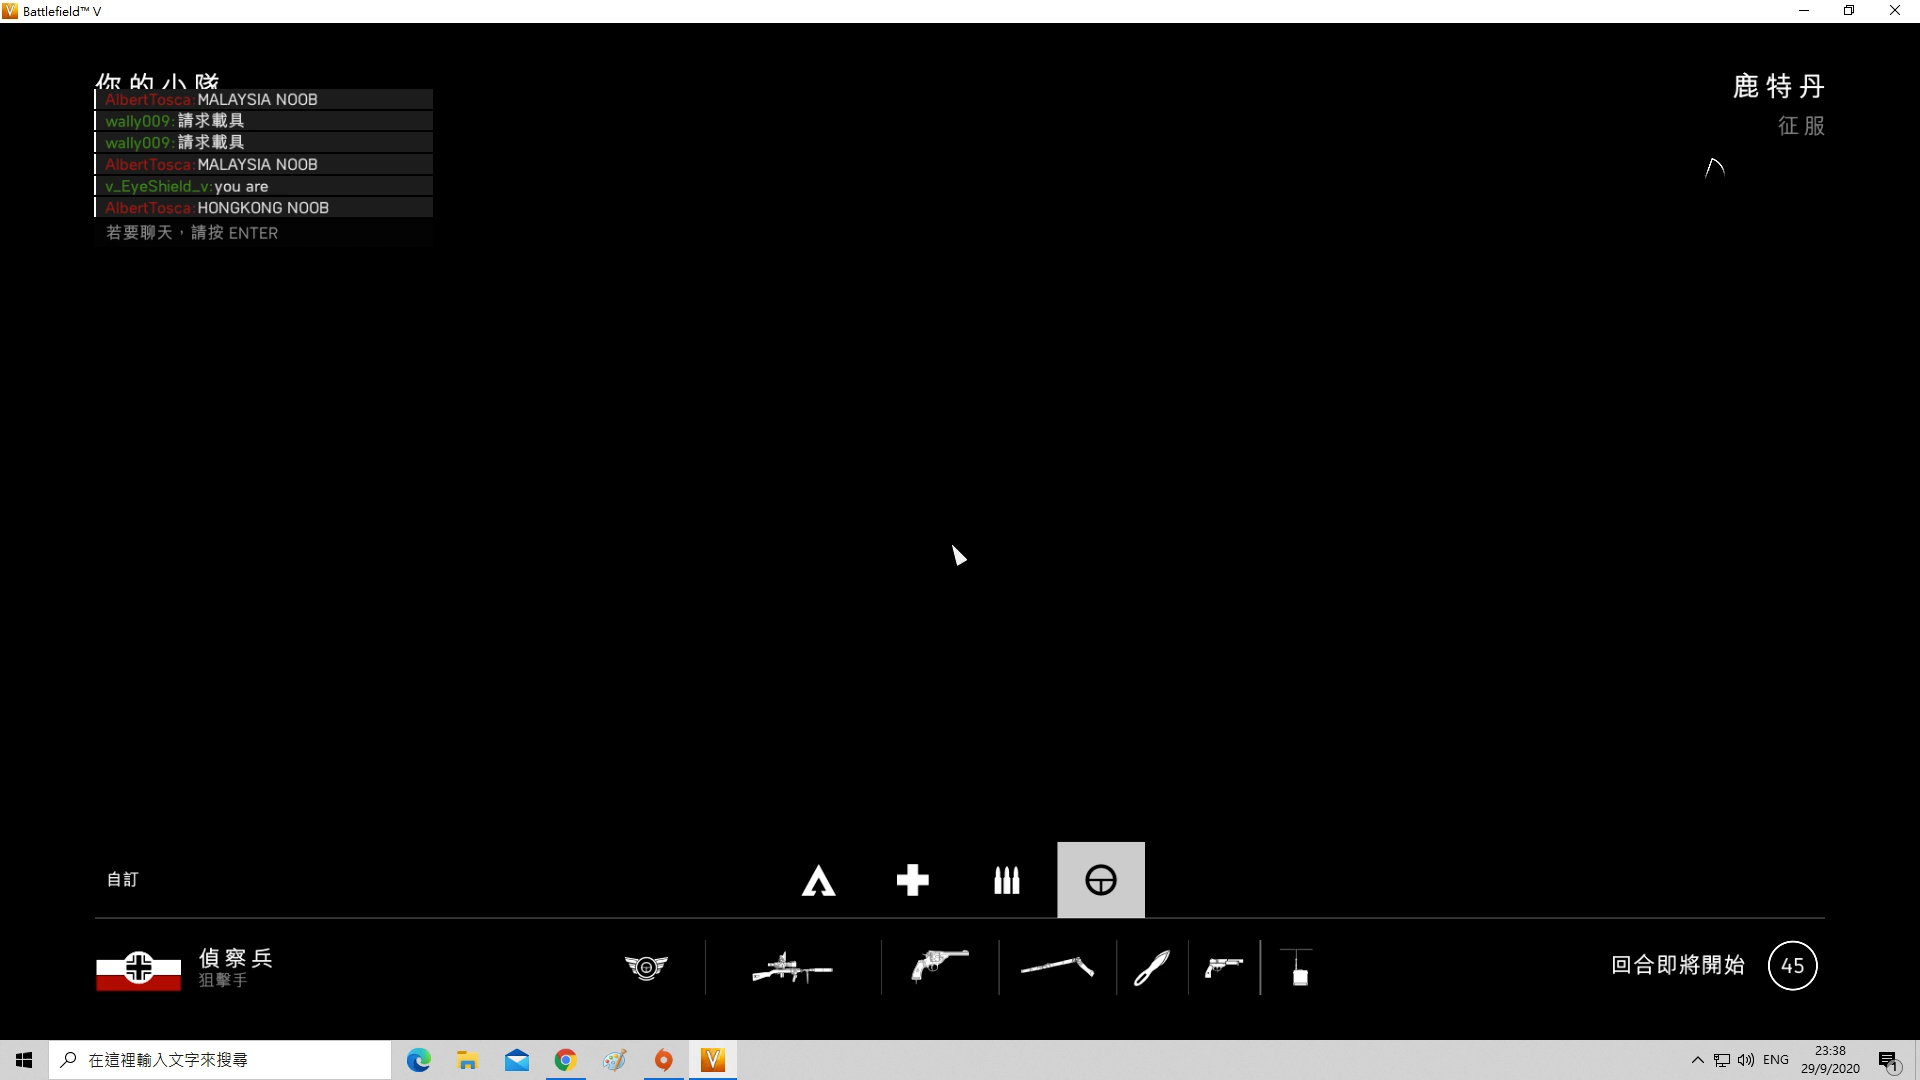 Battlefield™ V
你的小隊
AlbertTosca: MALAYSIA NOOB
wally009: 請求載具
wally009: 請求載具
AlbertTosca: MALAYSIA NOOB
v_EyeShield_v: you are
AlbertTosca: HONGKONG NOOB
若要聊天，請按 ENTER
鹿特丹
征服
自訂
偵察兵
狙擊手
回合即將開始 45
在這裡輸入文字來搜尋
ENG
23:38
29/9/2020
1